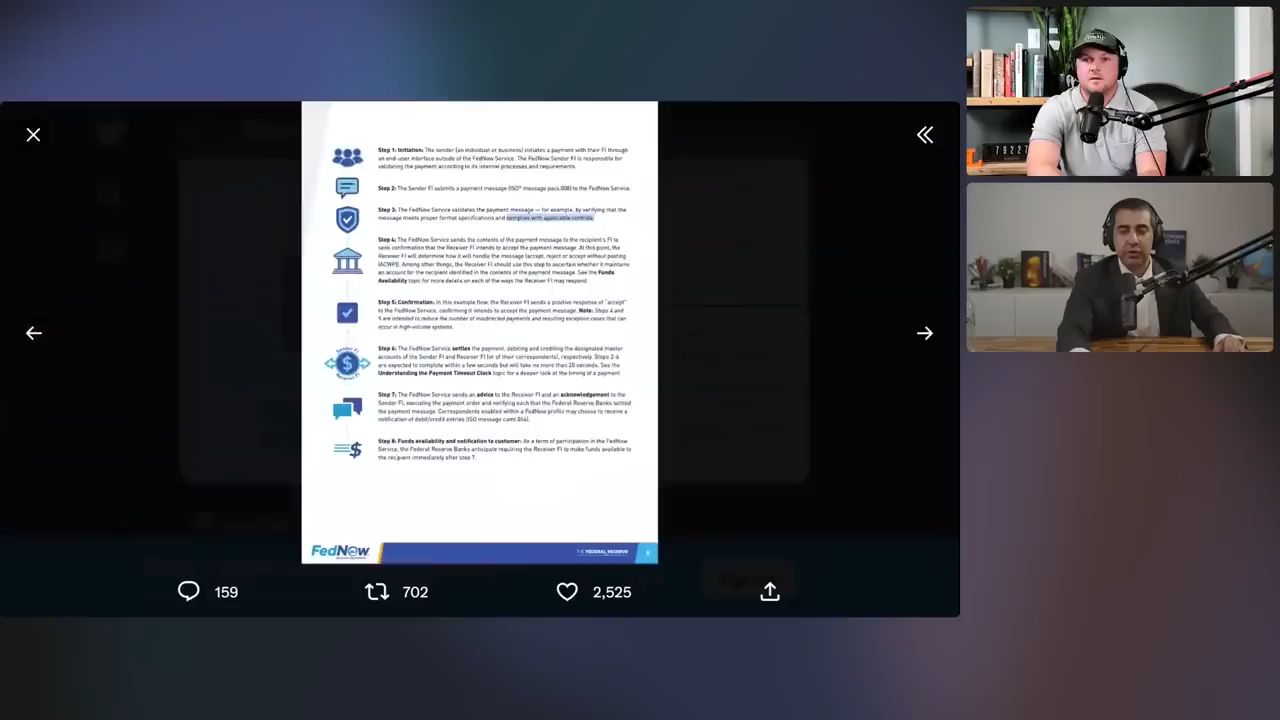 Step 1: Initiation: The sender (an individual or business) initiates a payment with their FI through
an end-user interface outside of the FedNow Service. The FedNow Sender FI is responsible for
validating the payment according to its internal processes and requirements.
Step 2: The Sender FI submits a payment message (ISO® message pacs.008) to the FedNow Service.
Step 3: The FedNow Service validates the payment message — for example, by verifying that the
message meets proper format specifications and complies with applicable controls.
Step 4: The FedNow Service sends the contents of the payment message to the recipient's FI to
seek confirmation that the Receiver FI intends to accept the payment message. At this point, the
Receiver FI will determine how it will handle the message (accept, reject or accept without posting
(ACWP)). Among other things, the Receiver FI should use this step to ascertain whether it maintains
an account for the recipient identified in the contents of the payment message. See the Funds
Availability topic for more details on each of the ways the Receiver FI may respond.
Step 5: Confirmation: In this example flow, the Receiver FI sends a positive response of "accept"
to the FedNow Service, confirming it intends to accept the payment message. Note: Steps 4 and
5 are intended to reduce the number of misdirected payments and resulting exception cases that can
occur in high-volume systems.
Sender FI
$
Receiver FI
Step 6: The FedNow Service settles the payment, debiting and crediting the designated master
accounts of the Sender FI and Receiver FI (or of their correspondents), respectively. Steps 2-6
are expected to complete within a few seconds but will take no more than 20 seconds. See the
Understanding the Payment Timeout Clock topic for a deeper look at the timing of a payment
Step 7: The FedNow Service sends an advice to the Receiver FI and an acknowledgement to the
Sender FI, executing the payment order and notifying each that the Federal Reserve Banks settled
the payment message. Correspondents enabled within a FedNow profile may choose to receive a
notification of debit/credit entries (ISO message camt.054).
$
Step 8: Funds availability and notification to customer: As a term of participation in the FedNow
Service, the Federal Reserve Banks anticipate requiring the Receiver FI to make funds available to
the recipient immediately after step 7.
FedNow
FEDERAL RESERVE
159
702
2,525
79227